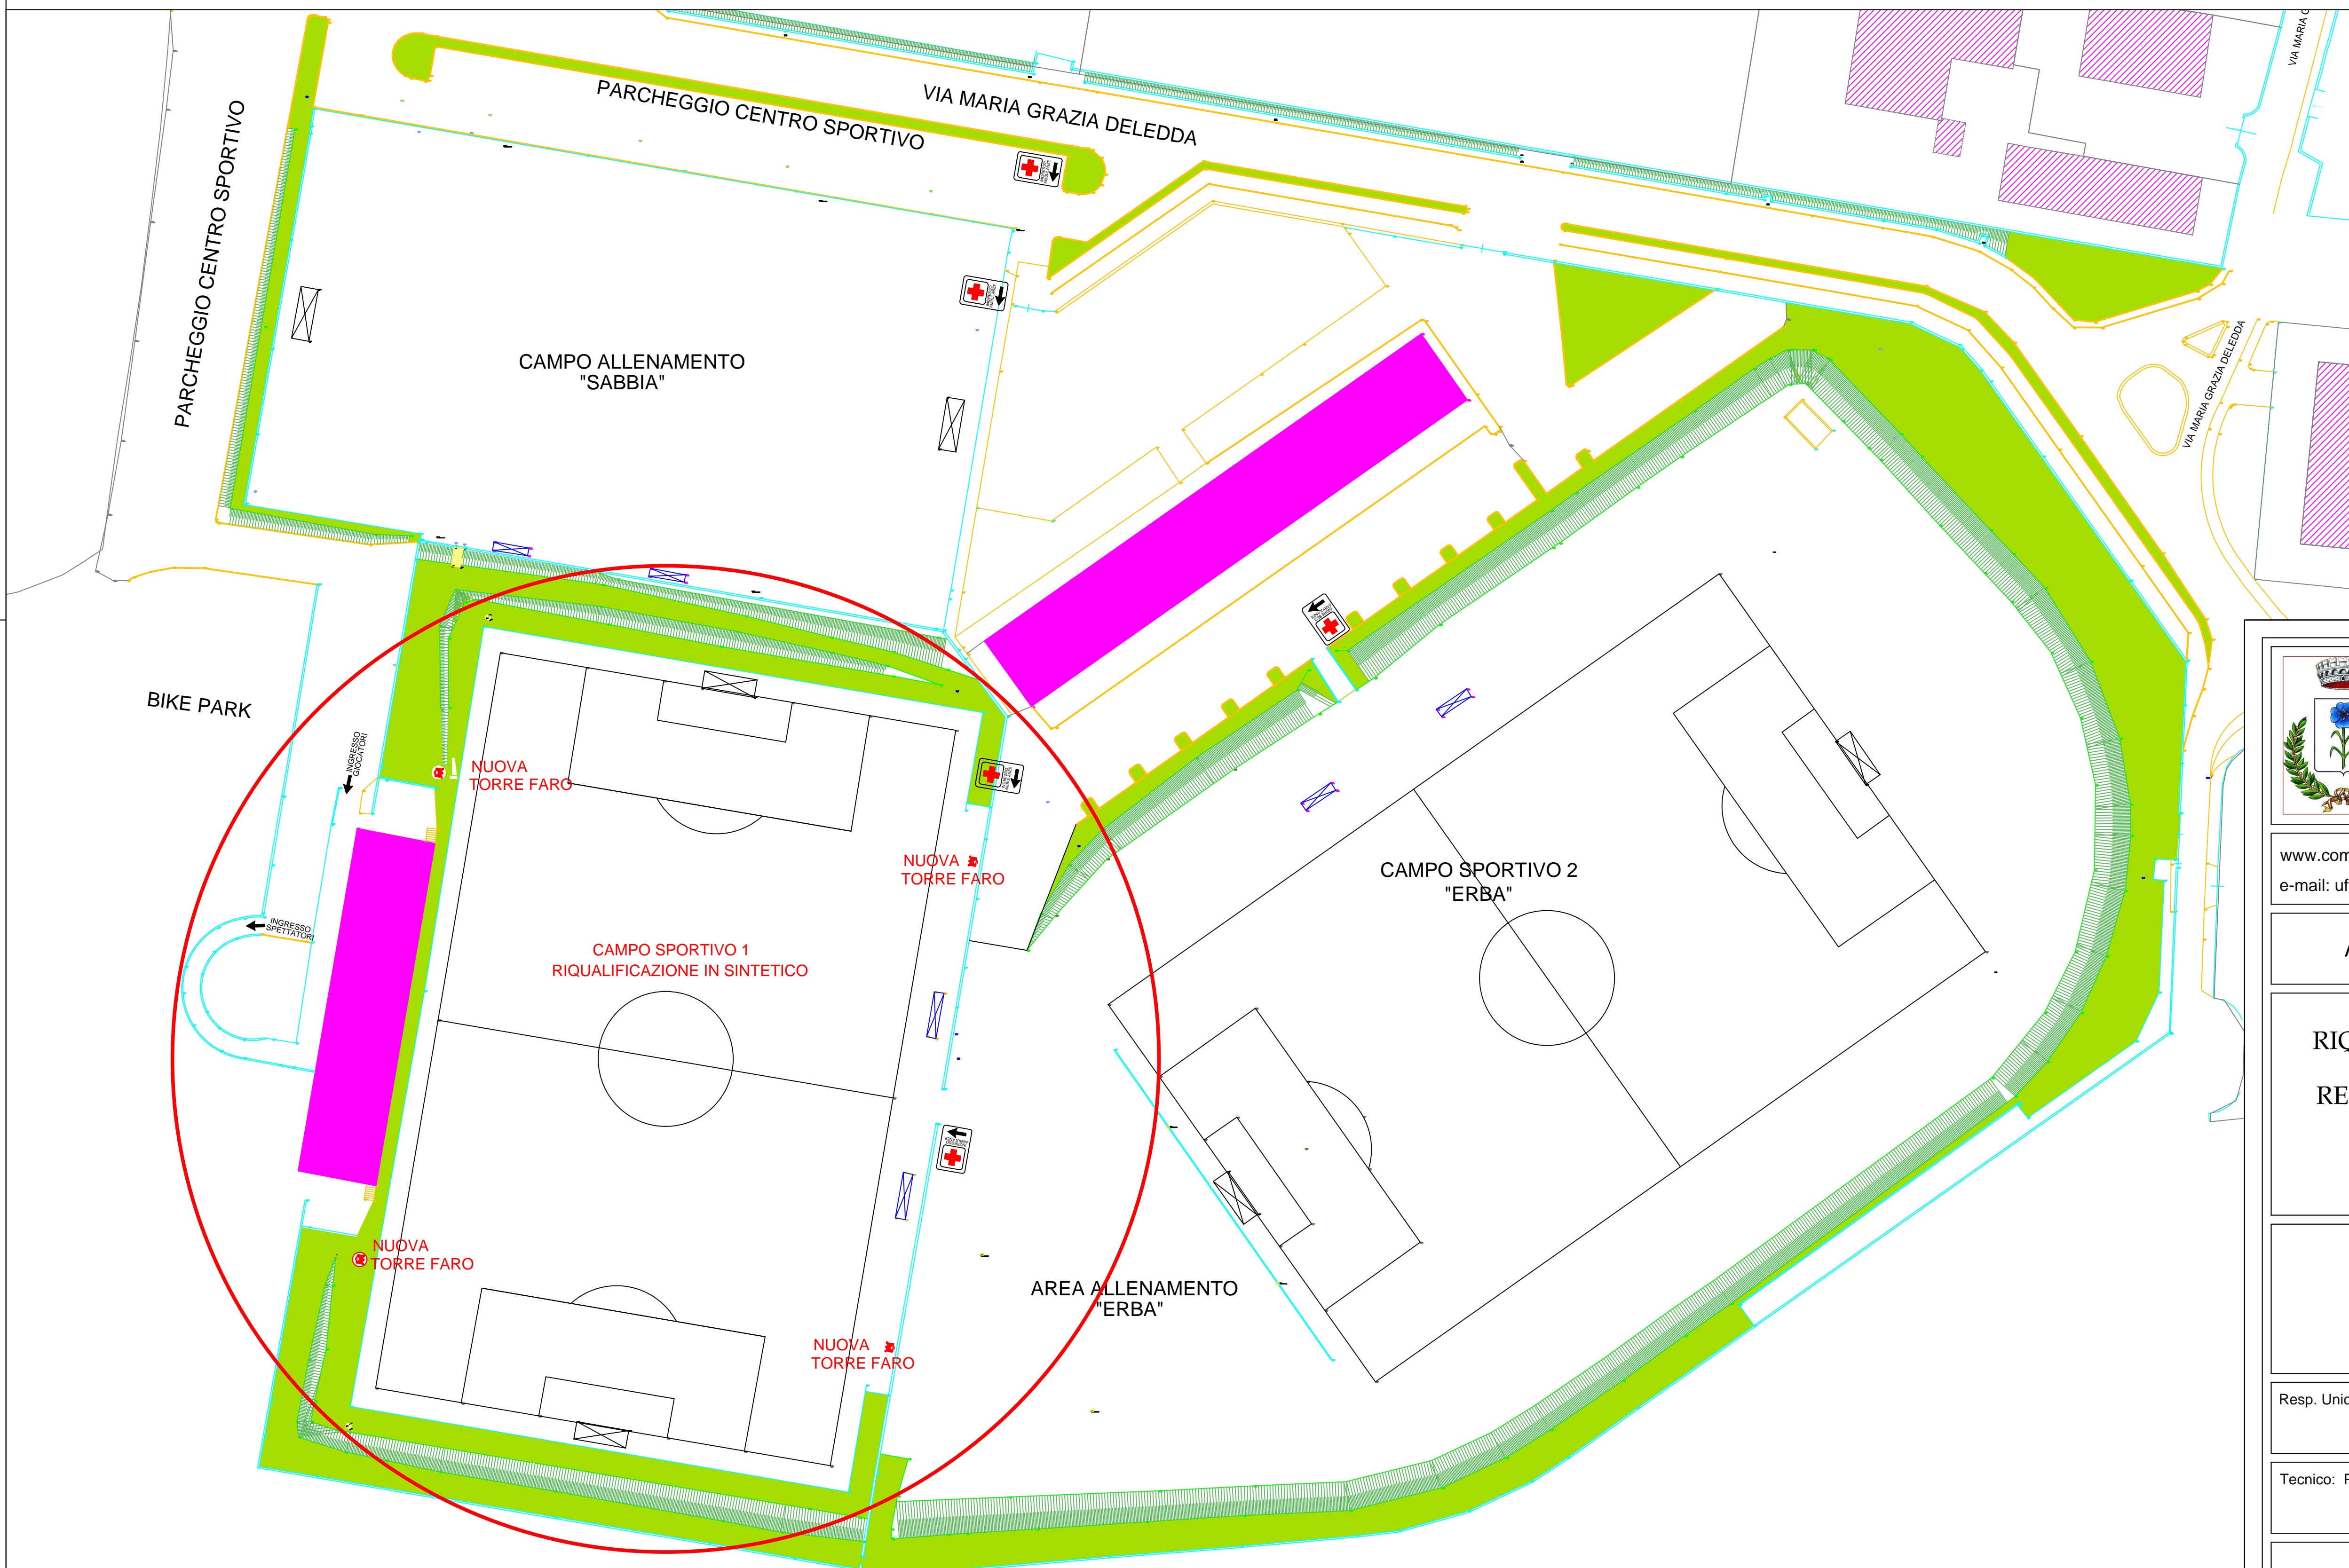 PARCHEGGIO CENTRO SPORTIVO
VIA MARIA GRAZIA DELEDDA
VIA MARIA G
PARCHEGGIO CENTRO SPORTIVO
CAMPO ALLENAMENTO
"SABBIA"
VIA MARIA GRAZIA DELEDDA
BIKE PARK
INGRESSO
GIOCATORI
NUOVA
TORRE FARO
NUOVA
TORRE FARO
CAMPO SPORTIVO 2
"ERBA"
INGRESSO
SPETTATORI
CAMPO SPORTIVO 1
RIQUALIFICAZIONE IN SINTETICO
NUOVA
TORRE FARO
AREA ALLENAMENTO
"ERBA"
NUOVA
TORRE FARO
www.com
e-mail: uf
RIQ
RE
Resp. Unic
Tecnico: P